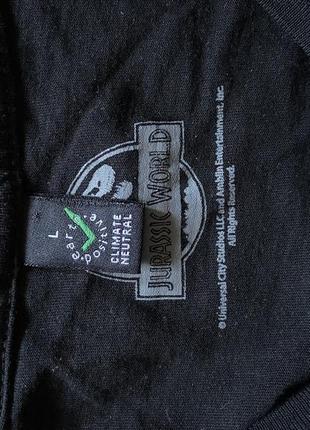 L
earth
positive
CLIMATE
NEUTRAL
JURASSIC WORLD
© Universal City Studios LLC and Amblin Entertainment, Inc.
All Rights Reserved.